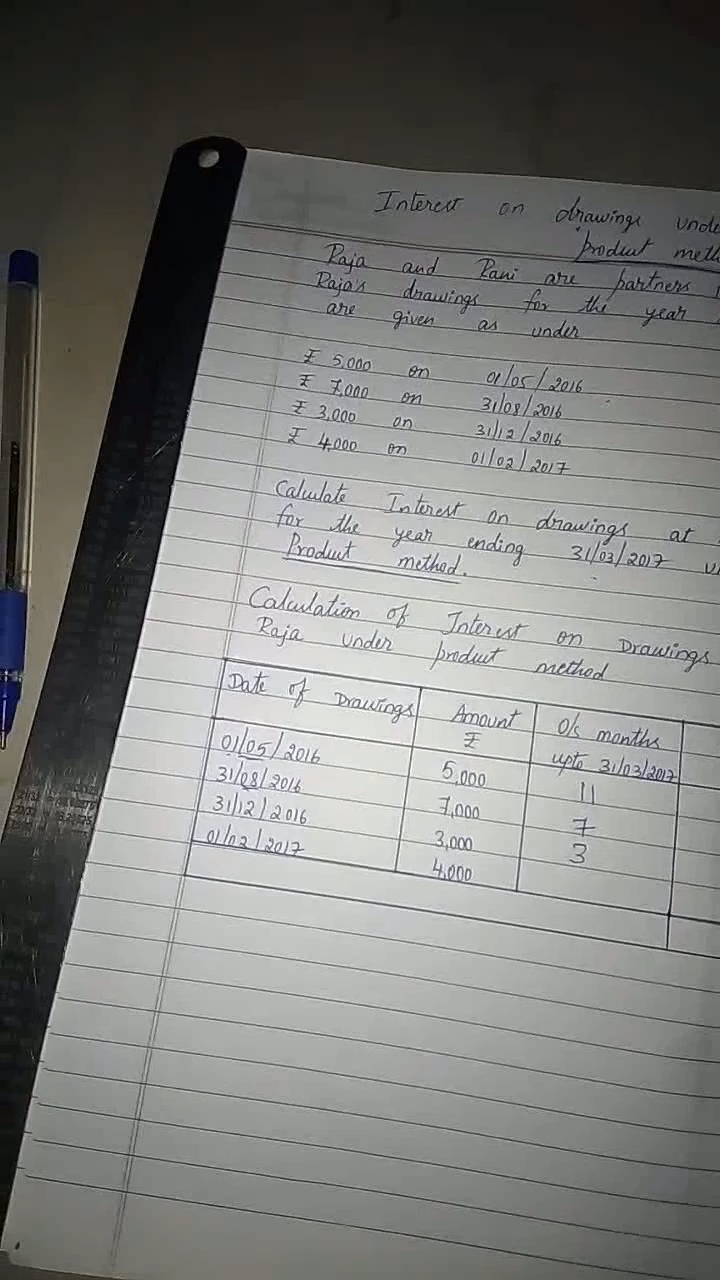 Interest on drawings unde
product meth
Raja and Rani are partners
Raja's drawings for the year
are given as under
₹ 5,000 on 01/05/2016
₹ 7,000 on 31/08/2016
₹ 3,000 on 31/12/2016
₹ 4,000 on 01/02/2017
Calculate Interest on drawings at
for the year ending 31/03/2017 u
Product method.
Calculation of Interest on Drawings
Raja under product method
Date of Drawings Amount ₹ O/s months upto 31/03/2017
01/05/2016 5,000 11
31/08/2016 7,000 7
31/12/2016 3,000 3
01/02/2017 4,000